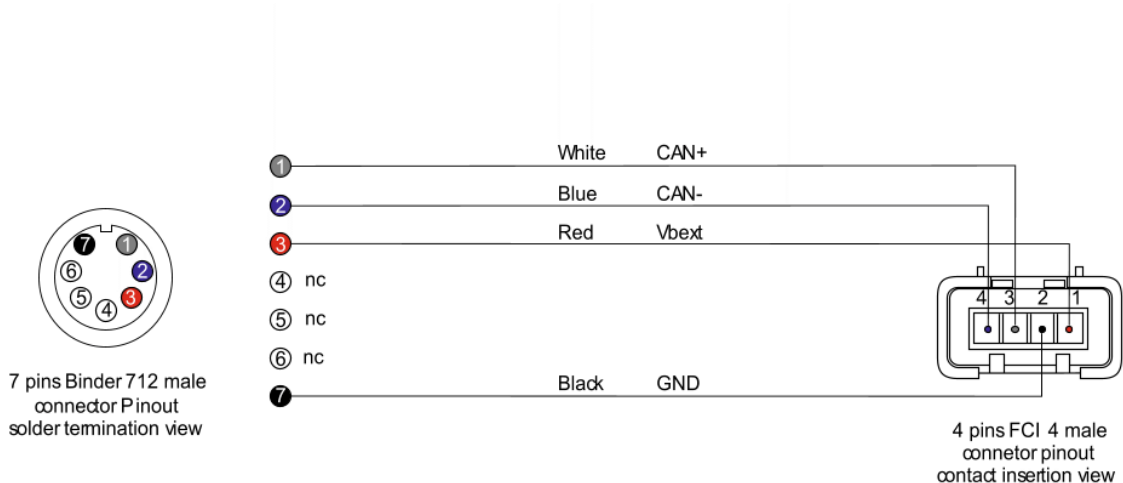 White CAN+
1
Blue CAN-
2
Red Vbext
3
7 1
6 2
5 3
4
4 nc
5 nc
6 nc
4 3 2 1
7 pins Binder 712 male
connector Pinout
solder termination view
Black GND
7
4 pins FCI 4 male
connetor pinout
contact insertion view